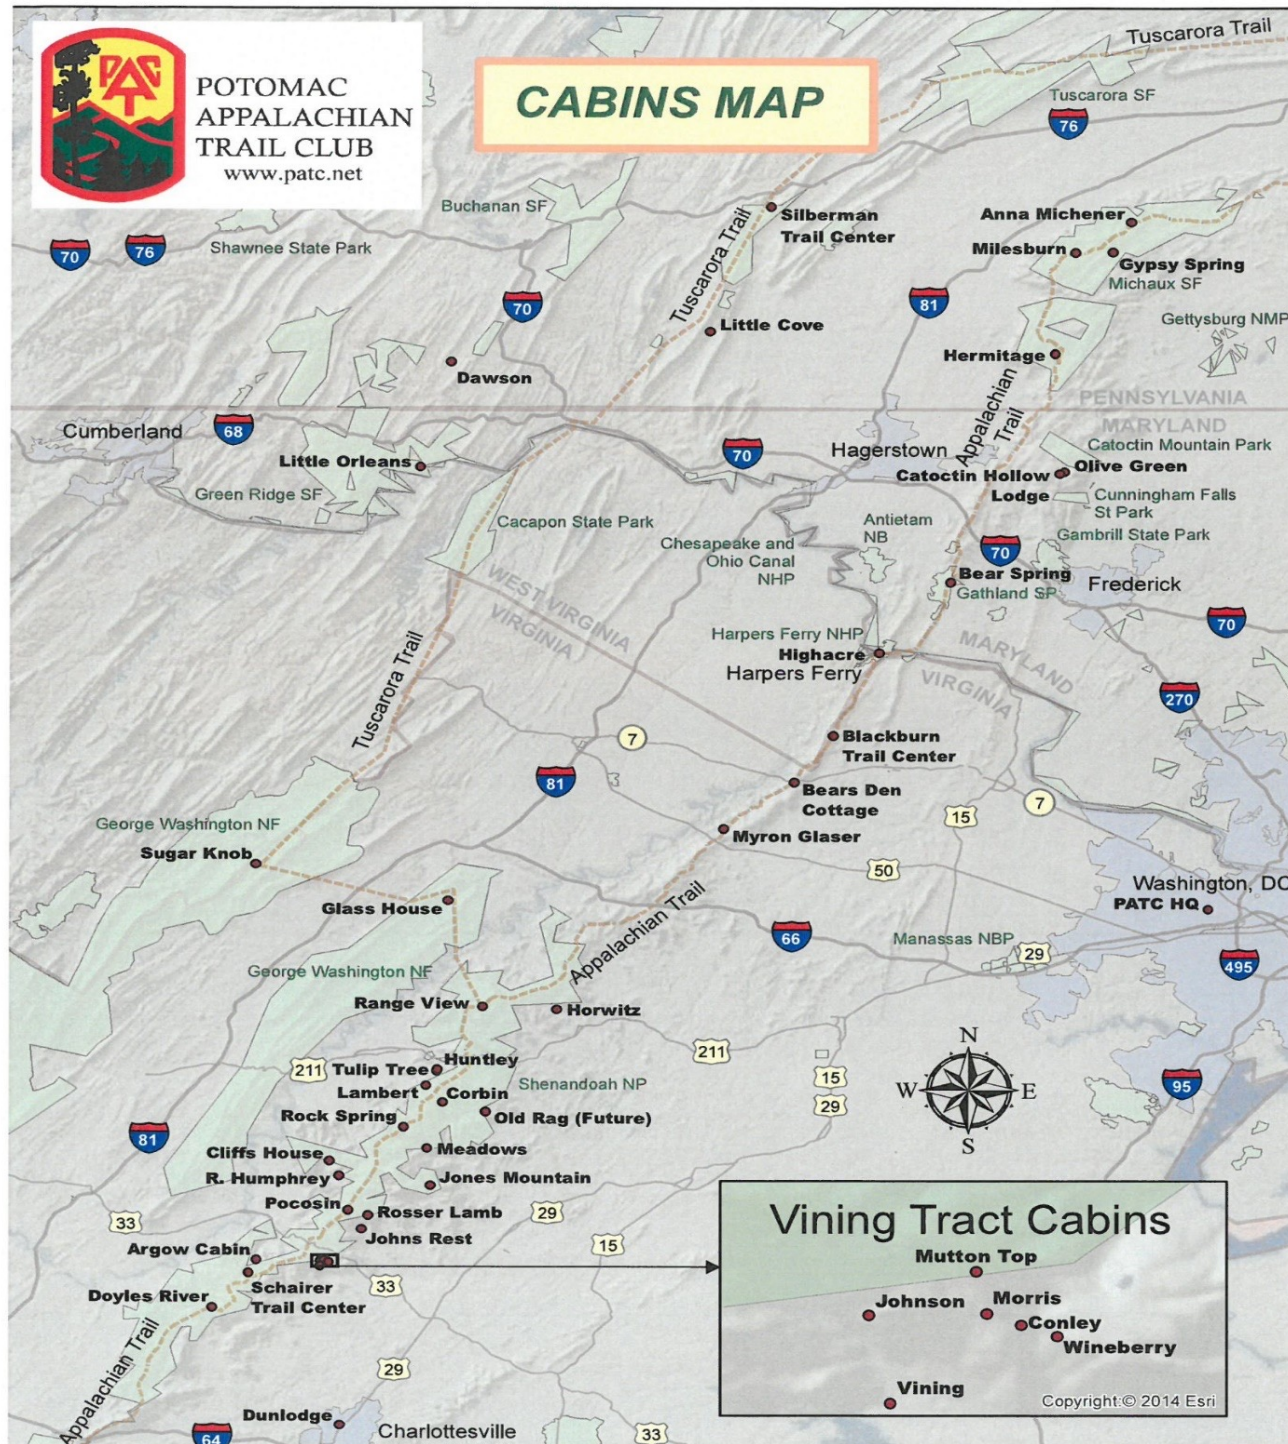 POTOMAC
APPALACHIAN
TRAIL CLUB
www.patc.net
PATC
CABINS MAP
Tuscarora Trail
Tuscarora SF
76
Buchanan SF
Shawnee State Park
70
76
Silberman
Trail Center
Tuscarora Trail
Anna Michener
Milesburn
Gypsy Spring
Michaux SF
70
81
Little Cove
Gettysburg NMP
Dawson
Hermitage
Appalachian
Trail
PENNSYLVANIA
MARYLAND
Cumberland
68
70
Hagerstown
Catoctin Mountain Park
Little Orleans
Olive Green
Catoctin Hollow
Lodge
Green Ridge SF
Cunningham Falls
St Park
Cacapon State Park
Antietam
NB
Gambrill State Park
Chesapeake and
Ohio Canal
NHP
70
Bear Spring
Gathland SP
Frederick
WEST VIRGINIA
VIRGINIA
70
Harpers Ferry NHP
Highacre
Harpers Ferry
MARYLAND
VIRGINIA
Tuscarora Trail
270
7
Blackburn
Trail Center
81
Bears Den
Cottage
7
15
George Washington NF
Myron Glaser
Sugar Knob
50
Washington, DC
PATC HQ
Glass House
Appalachian Trail
66
Manassas NBP
29
495
George Washington NF
Range View
Horwitz
211
211
Huntley
Tulip Tree
Lambert
Shenandoah NP
Corbin
Rock Spring
Old Rag (Future)
15
29
N
W
E
S
95
81
Meadows
Cliffs House
R. Humphrey
Jones Mountain
Pocosin
Rosser Lamb
29
33
Johns Rest
15
Argow Cabin
Schairer
Trail Center
33
Doyles River
Appalachian Trail
29
Dunlodge
Charlottesville
64
33
Vining Tract Cabins
Mutton Top
Johnson
Morris
Conley
Wineberry
Vining
Copyright:© 2014 Esri